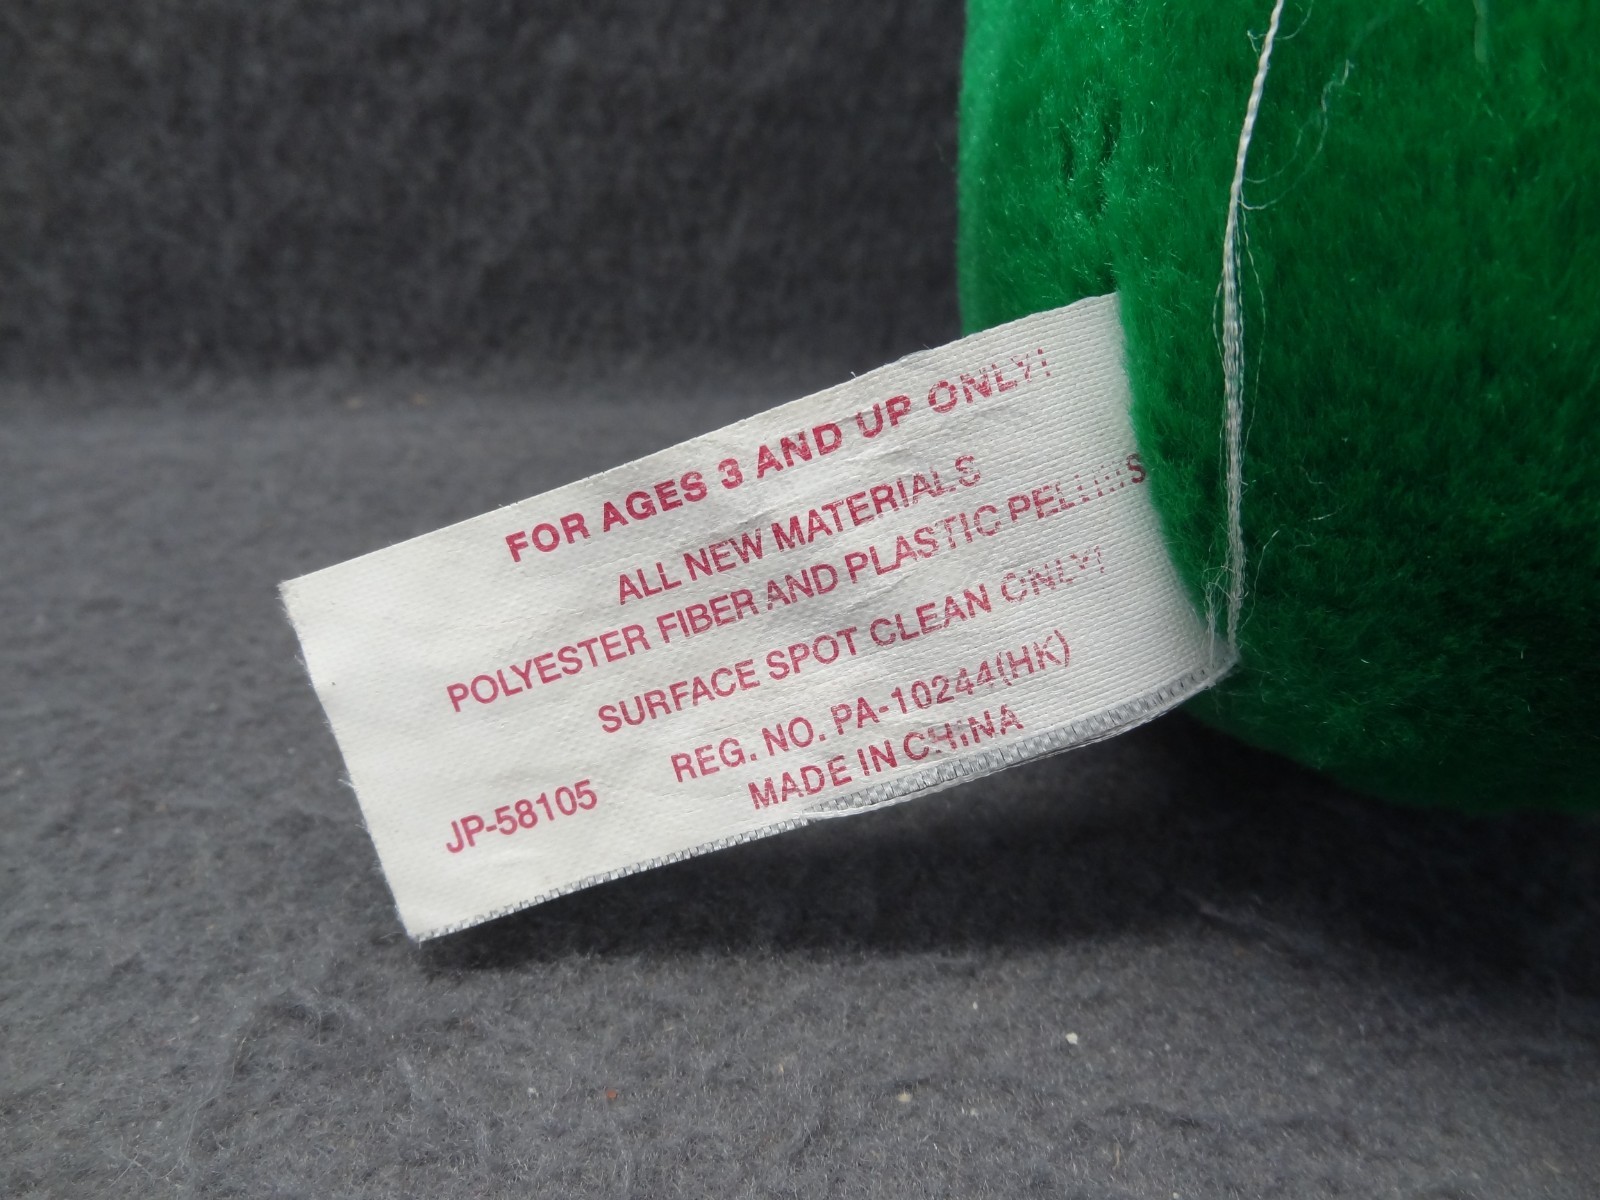 FOR AGES 3 AND UP ONLY!
ALL NEW MATERIALS
POLYESTER FIBER AND PLASTIC PELLETS
SURFACE SPOT CLEAN ONLY!
REG. NO. PA-10244(HK)
MADE IN CHINA
JP-58105